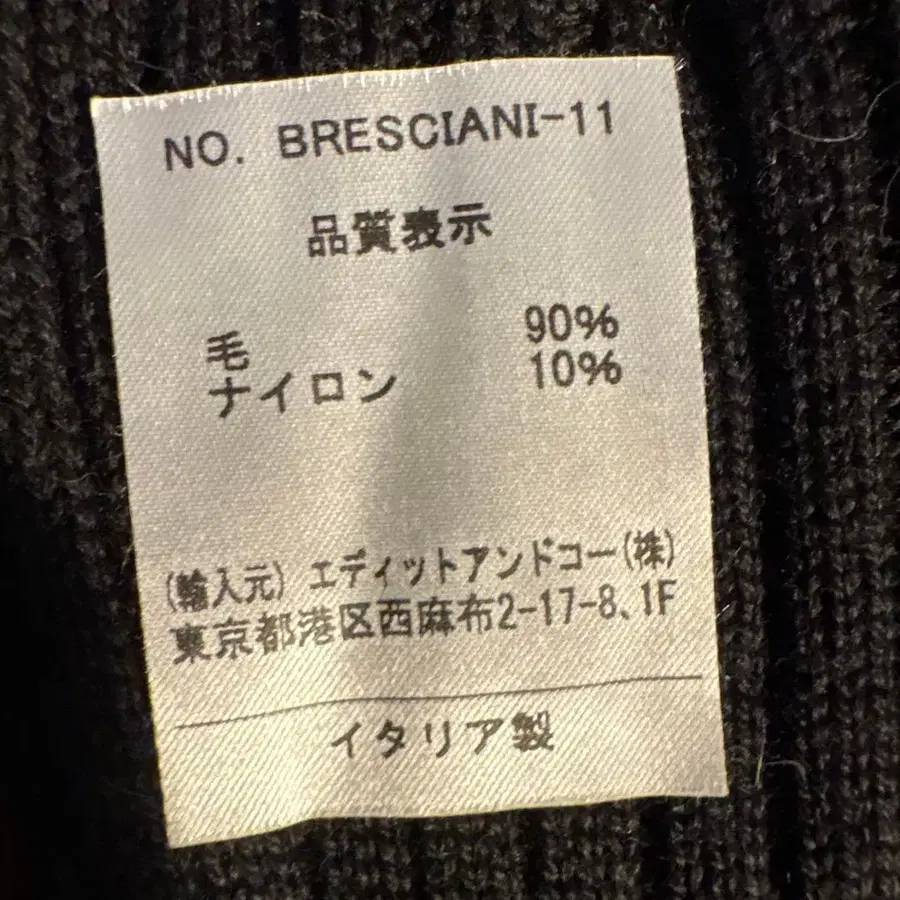 NO. BRESCIANI-11
品質表示
毛 90%
ナイロン 10%
(輸入元) エディットアンドコー(株)
東京都港区西麻布2-17-8、1F
イタリア製